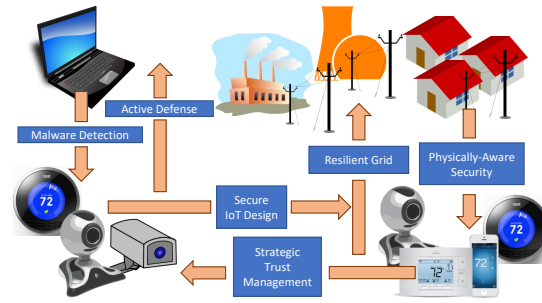 Active Defense
Malware Detection
Resilient Grid
Physically-Aware
Security
72
Secure
IoT Design
72
Strategic
Trust
Management
72
72